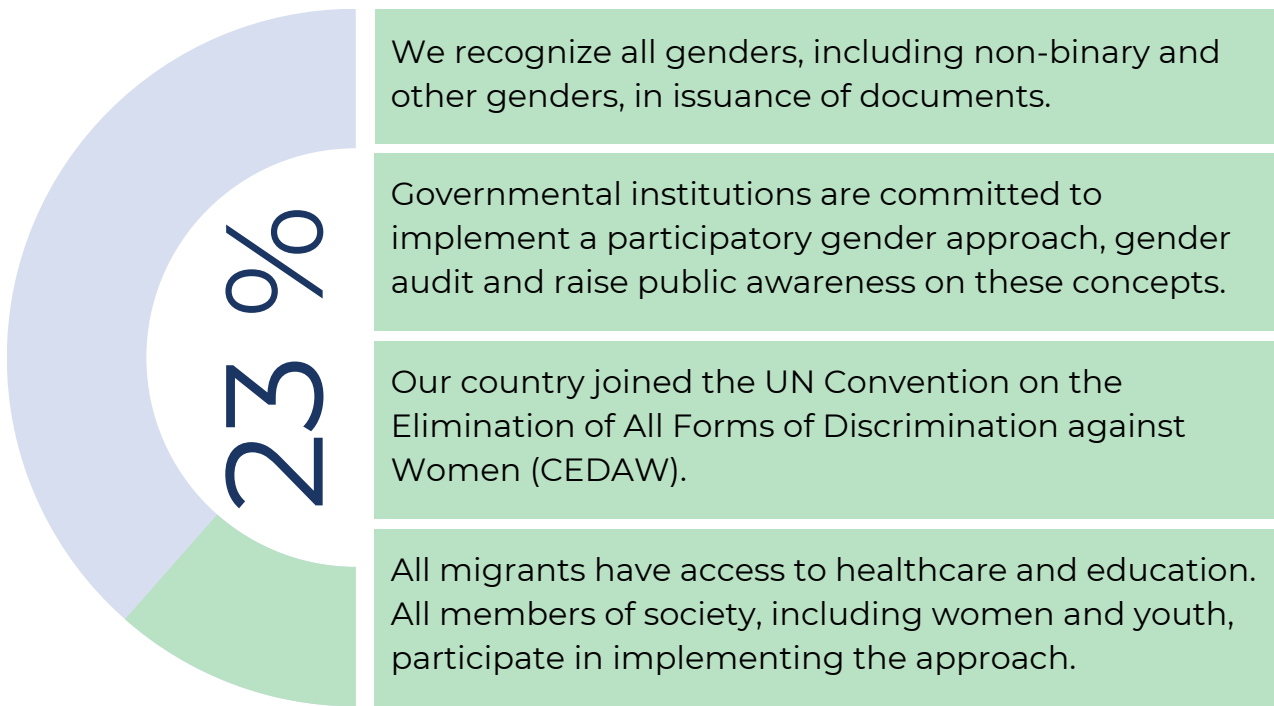 23 %
We recognize all genders, including non-binary and
other genders, in issuance of documents.
Governmental institutions are committed to
implement a participatory gender approach, gender
audit and raise public awareness on these concepts.
Our country joined the UN Convention on the
Elimination of All Forms of Discrimination against
Women (CEDAW).
All migrants have access to healthcare and education.
All members of society, including women and youth,
participate in implementing the approach.